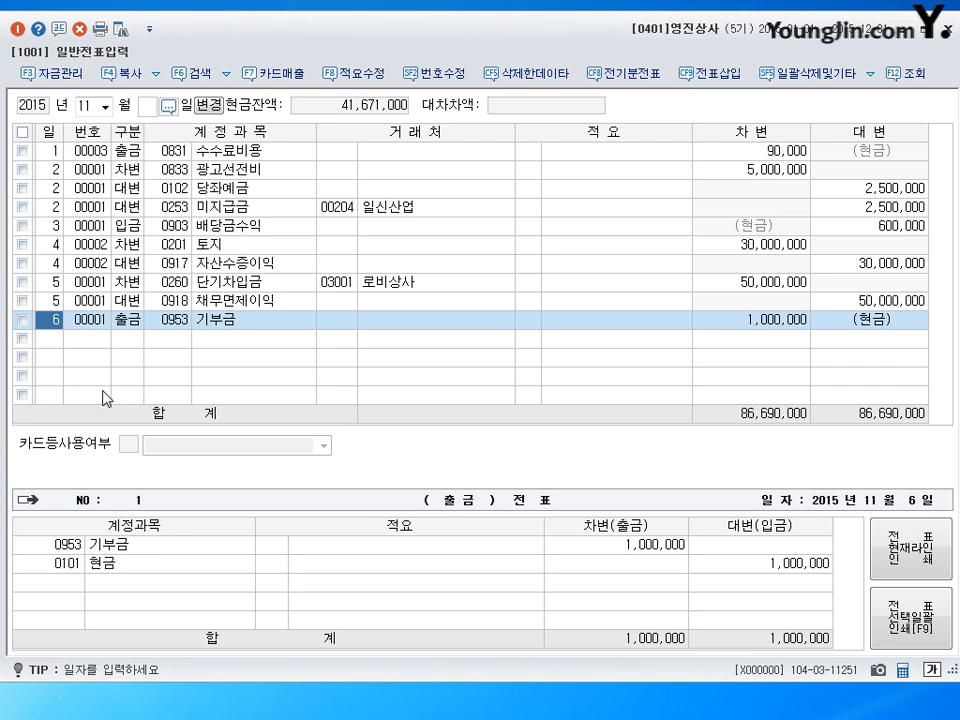 [0401]영진상사 (5기)
Younglin.com Y.
[1001] 일반전표입력
F3 자금관리 F4 복사 F6 검색 F7 카드매출 F8 적요수정 SF2 번호수정 CF5 삭제한데이타 CF8 전기분전표 CF9 전표삽입 SF5 일괄삭제및기타 F12 조회
2015 년 11 월 일 변경 현금잔액: 41,671,000 대차차액:
일 번호 구분 계 정 과 목 거 래 처 적 요 차 변 대 변
1 00003 출금 0831 수수료비용 90,000 (현금)
2 00001 차변 0833 광고선전비 5,000,000
2 00001 대변 0102 당좌예금 2,500,000
2 00001 대변 0253 미지급금 00204 일신산업 2,500,000
3 00001 입금 0903 배당금수익 (현금) 600,000
4 00002 차변 0201 토지 30,000,000
4 00002 대변 0917 자산수증이익 30,000,000
5 00001 차변 0260 단기차입금 03001 로비상사 50,000,000
5 00001 대변 0918 채무면제이익 50,000,000
6 00001 출금 0953 기부금 1,000,000 (현금)
합 계 86,690,000 86,690,000
카드등사용여부
NO : 1 ( 출 금 ) 전 표 일 자 : 2015 년 11 월 6 일
계정과목 적요 차변(출금) 대변(입금)
0953 기부금 1,000,000
0101 현금 1,000,000
합 계 1,000,000 1,000,000
전 표
현재라인
인 쇄
전 표
선택일괄
인쇄[F9]
TIP : 일자를 입력하세요 [X000000] 104-03-11251 가